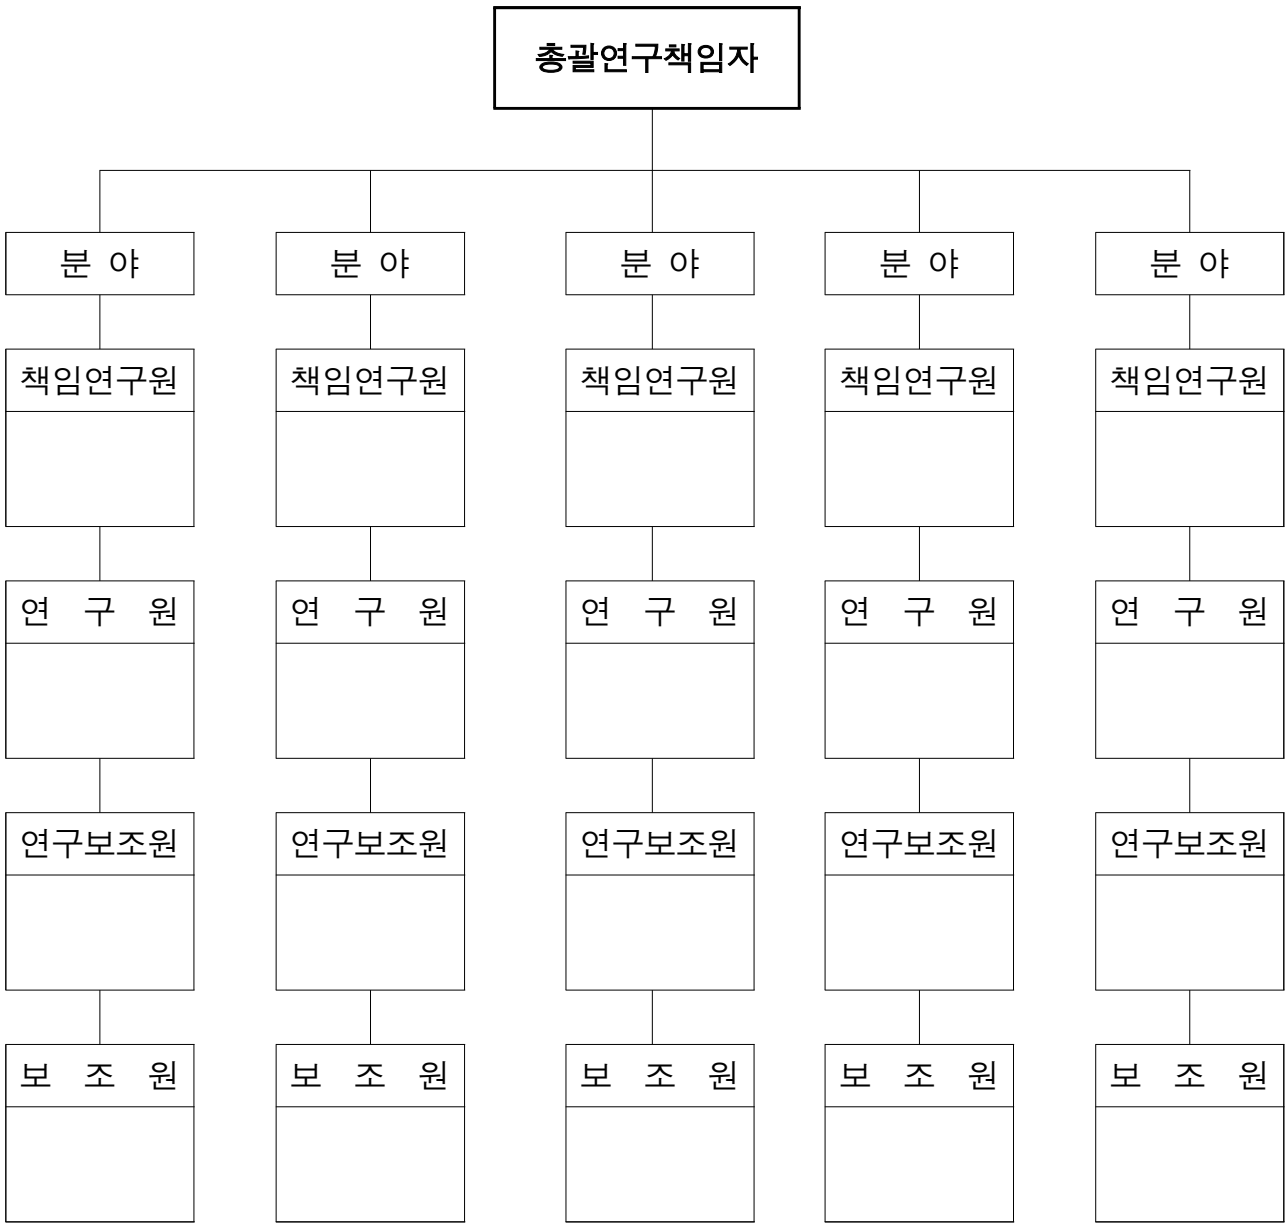 총괄연구책임자
분 야 분 야 분 야 분 야 분 야
책임연구원 책임연구원 책임연구원 책임연구원 책임연구원
연 구 원 연 구 원 연 구 원 연 구 원 연 구 원
연구보조원 연구보조원 연구보조원 연구보조원 연구보조원
보 조 원 보 조 원 보 조 원 보 조 원 보 조 원